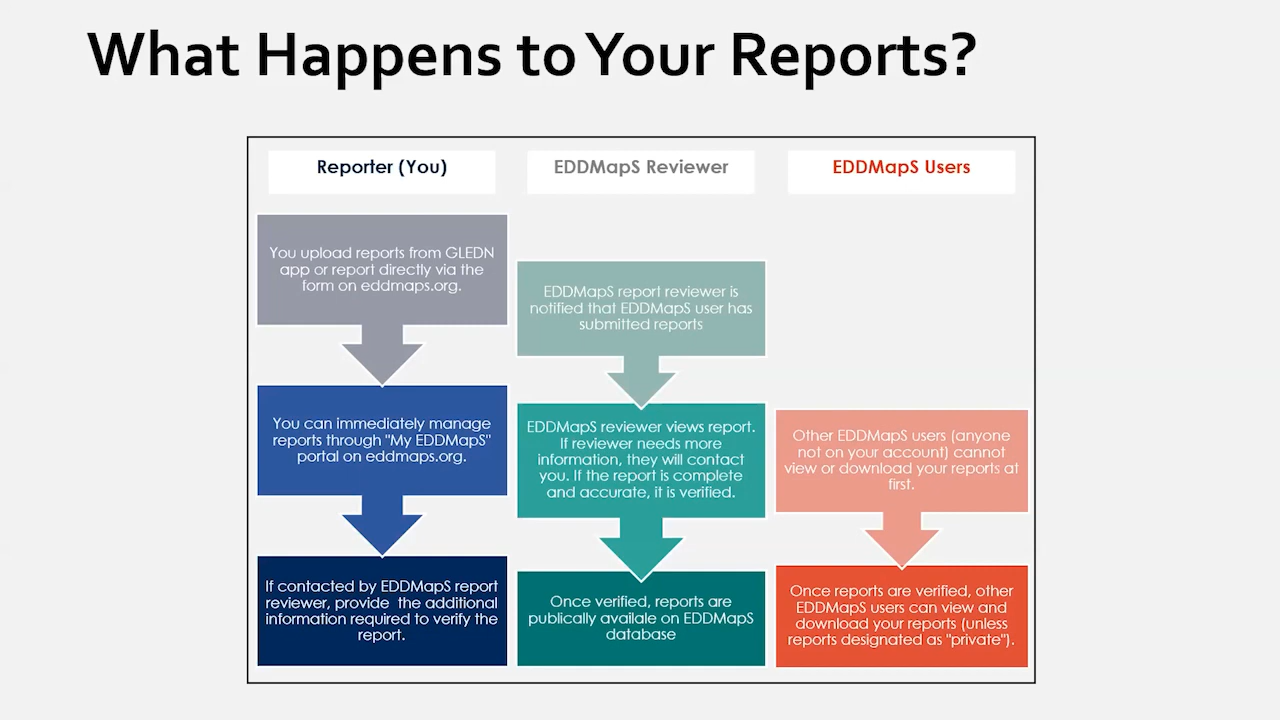 What Happens to Your Reports?
Reporter (You)
You upload reports from GLEDN
app or report directly via the
form on eddmaps.org.
You can immediately manage
reports through "My EDDMapS"
portal on eddmaps.org.
If contacted by EDDMapS report
reviewer, provide the additional
information required to verify the
report.
EDDMapS Reviewer
EDDMapS report reviewer is
notified that EDDMapS user has
submitted reports
EDDMapS reviewer views report.
If reviewer needs more
information, they will contact
you. If the report is complete
and accurate, it is verified.
Once verified, reports are
publically availale on EDDMapS
database
EDDMapS Users
Other EDDMapS users (anyone
not on your account) cannot
view or download your reports at
first.
Once reports are verified, other
EDDMapS users can view and
download your reports (unless
reports designated as "private").